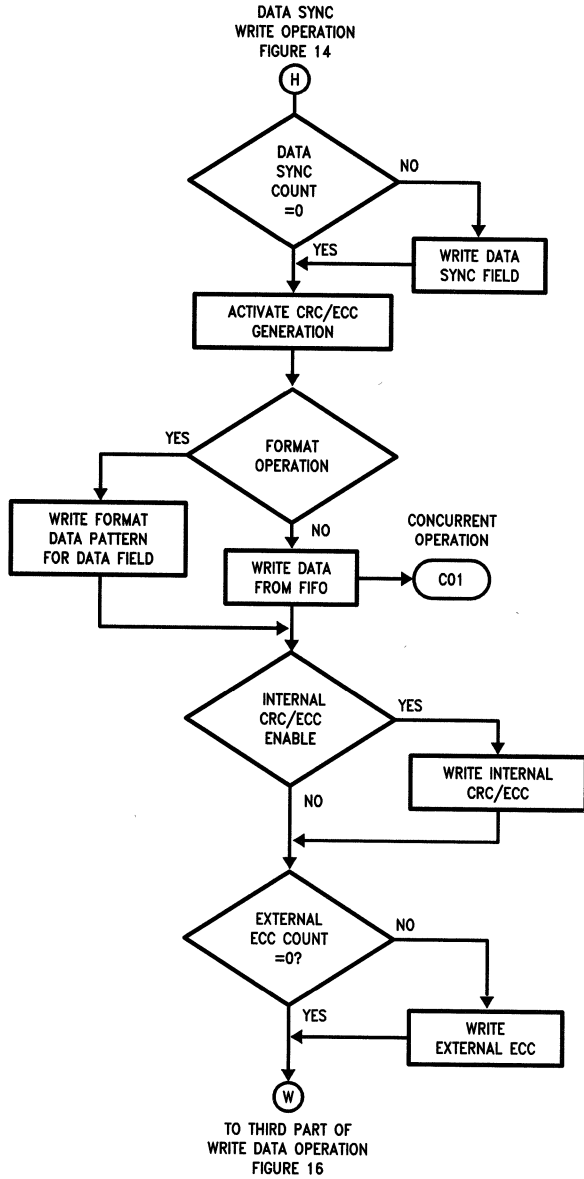 DATA SYNC
WRITE OPERATION
FIGURE 14
H
DATA
SYNC
COUNT
=0
NO
YES
WRITE DATA
SYNC FIELD
ACTIVATE CRC/ECC
GENERATION
FORMAT
OPERATION
YES
WRITE FORMAT
DATA PATTERN
FOR DATA FIELD
NO
WRITE DATA
FROM FIFO
CONCURRENT
OPERATION
C01
INTERNAL
CRC/ECC
ENABLE
YES
WRITE INTERNAL
CRC/ECC
NO
EXTERNAL
ECC COUNT
=0?
NO
YES
WRITE
EXTERNAL ECC
W
TO THIRD PART OF
WRITE DATA OPERATION
FIGURE 16